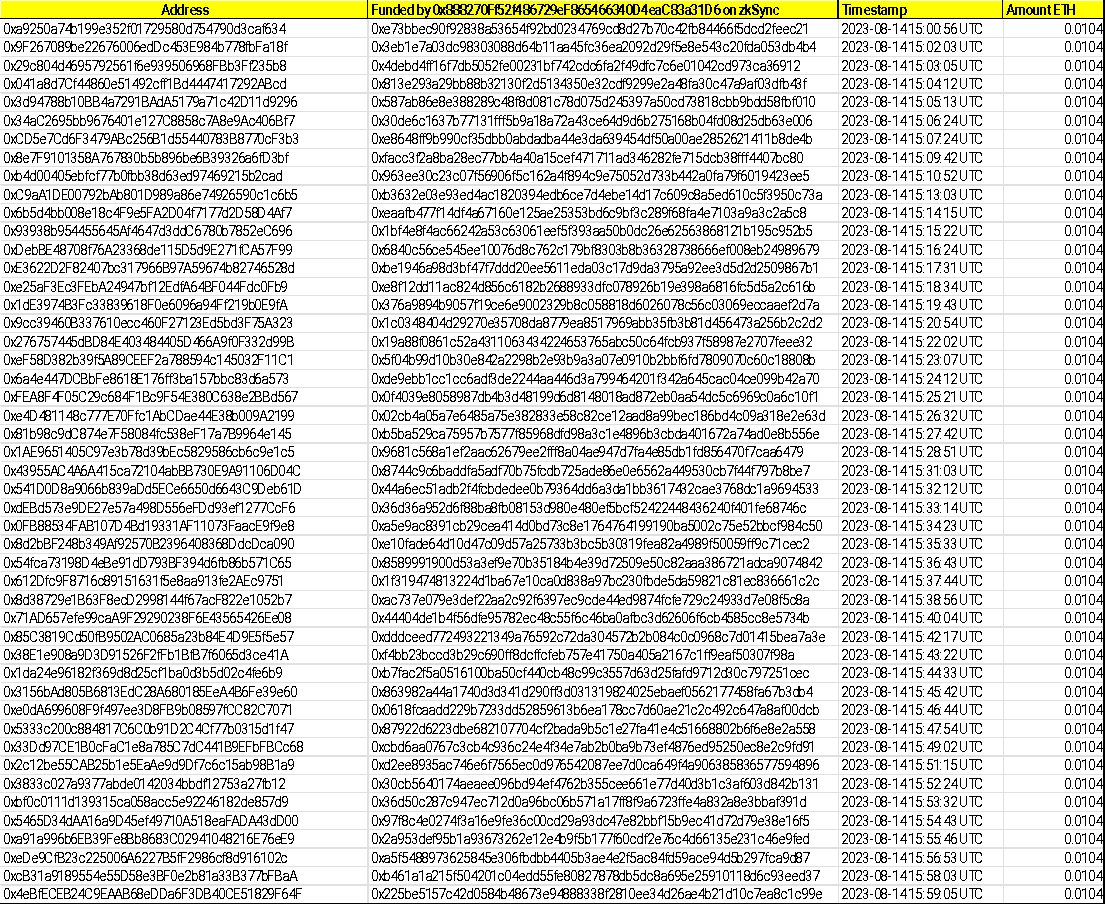 Address Funded by 0x888270Ff52f486729eF865466340D4eaC83a31D6 on zkSync Timestamp Amount ETH
0xa9250a74b199e352f01729580d754790d3caf634 0xe73bbec90f92838a53654f92bd0234769cd8d27b70c42fb84466f5dcd2feec21 2023-08-14 15:00:56 UTC 0.0104
0x9F267089be22676006edDc453E984b778fbFa18f 0x3eb1e7a03dc98303088d64b11aa45fc36ea2092d29f5e8e543c20fda053db4b4 2023-08-14 15:02:03 UTC 0.0104
0x29c804d4695792561f6e939506968FBb3Ff235b8 0x4debd4ff16f7db5052fe00231bf742cdc6fa2f49dfc7c6e01042cd973ca36912 2023-08-14 15:03:05 UTC 0.0104
0x041a8d7Cf44860e51492cff1Bd4447417292ABcd 0x813e293a29bb88b32130f2d5134350e32cdf9299e2a48fa30c47a9af03dfb43f 2023-08-14 15:04:12 UTC 0.0104
0x3d94788b10BB4a7291BAdA5179a71c42D11d9296 0x587ab86e8e388289c48f8d081c78d075d245397a50cd73818cbb9bdd58fbf010 2023-08-14 15:05:13 UTC 0.0104
0x34aC2695bb9676401e127C8858c7A8e9Ac406Bf7 0x30de6c1637b77131fff5b9a18a72a43ce64d9d6b275168b04fd08d25db63e006 2023-08-14 15:06:24 UTC 0.0104
0xCD5e7Cd6F3479ABc256B1d55440783B8770cF3b3 0xe8648ff9b990cf35dbb0abdadba44e3da639454df50a00ae2852621411b8de4b 2023-08-14 15:07:24 UTC 0.0104
0x8e7F9101358A767830b5b896be6B39326a6fD3bf 0xfacc3f2a8ba28ec77bb4a40a15cef471711ad346282fe715dcb38fff4407bc80 2023-08-14 15:09:42 UTC 0.0104
0xb4d00405ebfcf77b0fbb38d63ed97469215b2cad 0x963ee30c23c07f56906f5c162a4f894c9e75052d733b442a0fa79f6019423ee5 2023-08-14 15:10:52 UTC 0.0104
0xC9aA1DE00792bAb801D989a86e74926590c1c6b5 0xb3632e03e93ed4ac1820394edb6ce7d4ebe14d17c609c8a5ed610c5f3950c73a 2023-08-14 15:13:03 UTC 0.0104
0x6b5d4bb008e18c4F9e5FA2D04f7177d2D58D4Af7 0xeaafb477f14df4a67160e125ae25353bd6c9bf3c289f68fa4e7103a9a3c2a5c8 2023-08-14 15:14:15 UTC 0.0104
0x93938b954455645Af4647d3ddC6780b7852eC696 0x1bf4e8f4ac66242a53c63061eef5f393aa50b0dc26e62563868121b195c952b5 2023-08-14 15:15:22 UTC 0.0104
0xDebBE48708f76A23368de115D5d9E271fCA57F99 0x6840c56ce545ee10076d8c762c179bf8303b8b36328738666ef008eb24989679 2023-08-14 15:16:24 UTC 0.0104
0xE3622D2F82407bc317966B97A59674b82746528d 0xbe1946a98d3bf47f7ddd20ee5611eda03c17d9da3795a92ee3d5d2d2509867b1 2023-08-14 15:17:31 UTC 0.0104
0xe25aF3Ec3FEbA24947bf12EdfA64BF044Fdc0Fb9 0xe8f12dd11ac824d856c6182b2688933dfc078926b19e398a6816fc5d5a2c616b 2023-08-14 15:18:34 UTC 0.0104
0x1dE3974B3Fc33839618F0e6096a94Ff219b0E9fA 0x376a9894b9057f19ce6e9002329b8c058818d6026078c56c03069eccaaef2d7a 2023-08-14 15:19:43 UTC 0.0104
0x9cc39460B337610ecc460F27123Ed5bd3F75A323 0x1c0348404d29270e35708da8779ea8517969abb35fb3b81d456473a256b2c2d2 2023-08-14 15:20:54 UTC 0.0104
0x276757445dBD84E403484405D466A9f0F332d99B 0x19a88f0861c52a4311063434224653765abc50c64fcb937f58987e2707feee32 2023-08-14 15:22:02 UTC 0.0104
0xeF58D382b39f5A89CEEF2a788594c145032F11C1 0x5f04b99d10b30e842a2298b2e93b9a3a07e0910b2bbf6fd7809070c60c18808b 2023-08-14 15:23:07 UTC 0.0104
0x6a4e447DCBbFe8618E176ff3ba157bbc83d6a573 0xde9ebb1cc1cc6adf3de2244aa446d3a799464201f342a645cac04ce099b42a70 2023-08-14 15:24:12 UTC 0.0104
0xFEA8F4F05C29c684F1Bc9F54E380C638e2BBd567 0x0f4039e8058987db4b3d48199d6d8148018ad872eb0aa54dc5c6969c0a6c10f1 2023-08-14 15:25:21 UTC 0.0104
0xe4D481148c777E70Ffc1AbCDae44E38b009A2199 0x02cb4a05a7e6485a75e382833e58c82ce12aad8a99bec186bd4c09a318e2e63d 2023-08-14 15:26:32 UTC 0.0104
0x81b98c9dC874e7F58084fc538eF17a7B9964e145 0xb5ba529ca75957b7577f85968dfd98a3c1e4896b3cbda401672a74ad0e8b556e 2023-08-14 15:27:42 UTC 0.0104
0x1AE9651405C97e3b78d39bEc5829586cb6c9e1c5 0x9681c568a1ef2aac62679ee2fff8a04ae947d7fa4e85db1fd856470f7caa6479 2023-08-14 15:28:51 UTC 0.0104
0x43955AC4A6A415ca72104abBB730E9A91106D04C 0x8744c9c6baddfa5adf70b75fcdb725ade86e0e6562a449530cb7f44f797b8be7 2023-08-14 15:31:03 UTC 0.0104
0x541D0D8a9066b839aDd5ECe6650d6643C9Deb61D 0x44a6ec51adb2f4fcbdedee0b79364dd6a3da1bb3617432cae3768dc1a9694533 2023-08-14 15:32:12 UTC 0.0104
0xdEBd573e9DE27e57a498D556eFDd93ef1277CcF6 0x36d36a952d6f88ba8fb08153d980e480ef5bcf52422448436240f401fe68746c 2023-08-14 15:33:14 UTC 0.0104
0x0FB88534FAB107D4Bd19331AF11073FaacE9f9e8 0xa5e9ac8391cb29cea414d0bd73c8e1764764199190ba5002c75e52bbcf984c50 2023-08-14 15:34:23 UTC 0.0104
0x8d2bBF248b349Af92570B2396408368DdcDca090 0xe10fade64d10d47c09d57a25733b3bc5b30319fea82a4989f50059ff9c71cec2 2023-08-14 15:35:33 UTC 0.0104
0x54fca73198D4eBe91dD793BF394d6fb86b571C65 0x8589991900d53a3ef9e70b35184b4e39d72509e50c82aaa386721adca9074842 2023-08-14 15:36:43 UTC 0.0104
0x612Dfc9F8716c89151631f5e8aa913fe2AEc9751 0x1f319474813224d1ba67e10ca0d838a97bc230fbde5da59821c81ec836661c2c 2023-08-14 15:37:44 UTC 0.0104
0x8d38729e1B63F8ecD2998144f67acF822e1052b7 0xac737e079e3def22aa2c92f6397ec9cde44ed9874fcfe729c24933d7e08f5c8a 2023-08-14 15:38:56 UTC 0.0104
0x71AD657efe99caA9F29290238F6E43565426Ee08 0x44404de1b4f56dfe95782ec48c55f6c46ba0afbc3d62606f6cb4585cc8e5734b 2023-08-14 15:40:04 UTC 0.0104
0x85C3819Cd50fB9502AC0685a23b84E4D9E5f5e57 0xdddceed772493221349a76592c72da304572b2b084c0c0968c7d01415bea7a3e 2023-08-14 15:42:17 UTC 0.0104
0x38E1e908a9D3D91526F2fFb1BfB7f6065d3ce41A 0xf4bb23bccd3b29c690ff8dcffcfeb757e41750a405a2167c1ff9eaf50307f98a 2023-08-14 15:43:22 UTC 0.0104
0x1da24e96182f369d8d25cf1ba0d3b5d02c4fe6b9 0xb7fac2f5a0516100ba50cf440cb48c99c3557d63d25fafd9712d30c797251cec 2023-08-14 15:44:33 UTC 0.0104
0x3156bAd805B6813EdC28A680185EeA4B6Fe39e60 0x863982a44a1740d3d341d290ff3d031319824025ebaef0562177458fa67b3db4 2023-08-14 15:45:42 UTC 0.0104
0xe0dA699608F9f497ee3D8FB9b08597fCC82C7071 0x0618fcaadd229b7233dd52859613b6ea178cc7d60ae21c2c492c647a8af00dcb 2023-08-14 15:46:44 UTC 0.0104
0x5333c200c884817C6C0b91D2C4Cf77b0315d1f47 0x87922d6223dbe682107704cf2bada9b5c1e27fa41e4c51668802b6f6e8e2a558 2023-08-14 15:47:54 UTC 0.0104
0x33Dd97CE1B0cFaC1e8a785C7dC441B9EFbFBCc68 0xcbd6aa0767c3cb4c936c24e4f34e7ab2b0ba9b73ef4876ed95250ec8e2c9fd91 2023-08-14 15:49:02 UTC 0.0104
0x2c12be55CAB25b1e5EaAe9d9Df7c6c15ab98B1a9 0xd2ee8935ac746e6f7565ec0d976542087ee7d0ca649f4a906385836577594896 2023-08-14 15:51:15 UTC 0.0104
0x3833c027a9377abde0142034bbdf12753a27fb12 0x30cb5640174aeaee096bd94ef4762b355cee661e77d40d3b1c3af603d842b131 2023-08-14 15:52:24 UTC 0.0104
0xbf0c0111d139315ca058acc5e92246182de857d9 0x36d50c287c947ec712d0a96bc06b571a17ff8f9a6723ffe4a832a8e3bbaf391d 2023-08-14 15:53:32 UTC 0.0104
0x5465D34dAA16a9D45ef49710A518eaFADA43dD00 0x97f8c4e0274f3a16e9fe36c00cd29a93dc47e82bbf15b9ec41d72d79e38e16f5 2023-08-14 15:54:43 UTC 0.0104
0xa91a996b6EB39Fe8Bb8683C02941048216E76eE9 0x2a953def95b1a93673262e12e4b9f5b177f60cdf2e76c4d66135e231c46e9fed 2023-08-14 15:55:46 UTC 0.0104
0xeDe9CfB23c225006A6227B5fF2986cf8d916102c 0xa5f5488973625845e306fbdbb4405b3ae4e2f5ac84fd59ace94d5b297fca9d87 2023-08-14 15:56:53 UTC 0.0104
0xcB31a9189554e55D58e3BF0e2b81a33B377bFBaA 0xb461a1a215f504201c04edd55fe80827878db5dc8a695e25910118d6c93eed37 2023-08-14 15:58:03 UTC 0.0104
0x4eBfECEB24C9EAAB68eDDa6F3DB40CE51829F64F 0x225be5157c42d0584b48673e94888338f2810ee34d26ae4b21d10c7ea8c1c99e 2023-08-14 15:59:05 UTC 0.0104